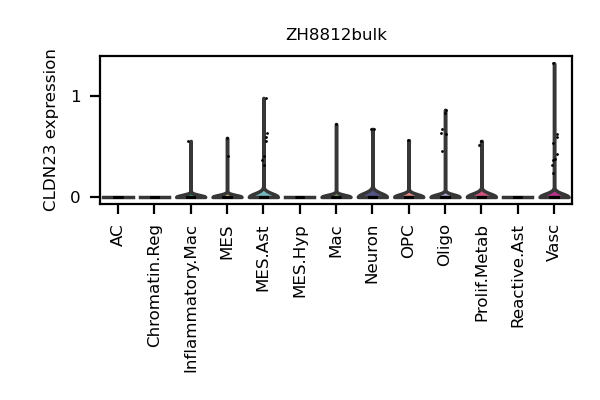 ZH8812bulk
CLDN23 expression
1
0
AC
Chromatin.Reg
Inflammatory.Mac
MES
MES.Ast
MES.Hyp
Mac
Neuron
OPC
Oligo
Prolif.Metab
Reactive.Ast
Vasc